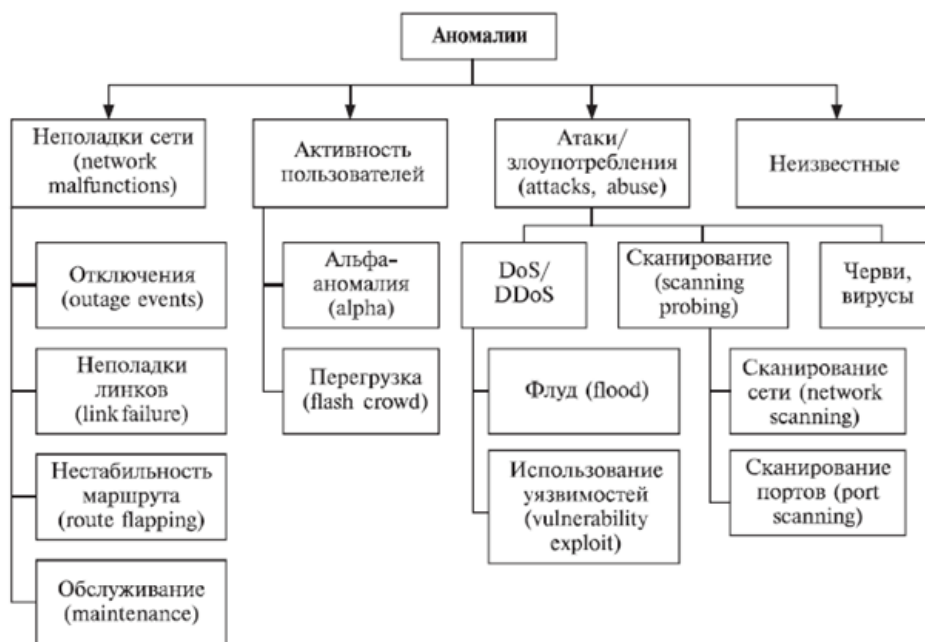 Аномалии
Неполадки сети
(network
malfunctions)
Активность
пользователей
Атаки/
злоупотребления
(attacks, abuse)
Неизвестные
Отключения
(outage events)
Альфа-
аномалия
(alpha)
DoS/
DDoS
Сканирование
(scanning
probing)
Черви,
вирусы
Неполадки
линков
(link failure)
Перегрузка
(flash crowd)
Флуд (flood)
Сканирование
сети (network
scanning)
Нестабильность
маршрута
(route flapping)
Использование
уязвимостей
(vulnerability
exploit)
Сканирование
портов (port
scanning)
Обслуживание
(maintenance)